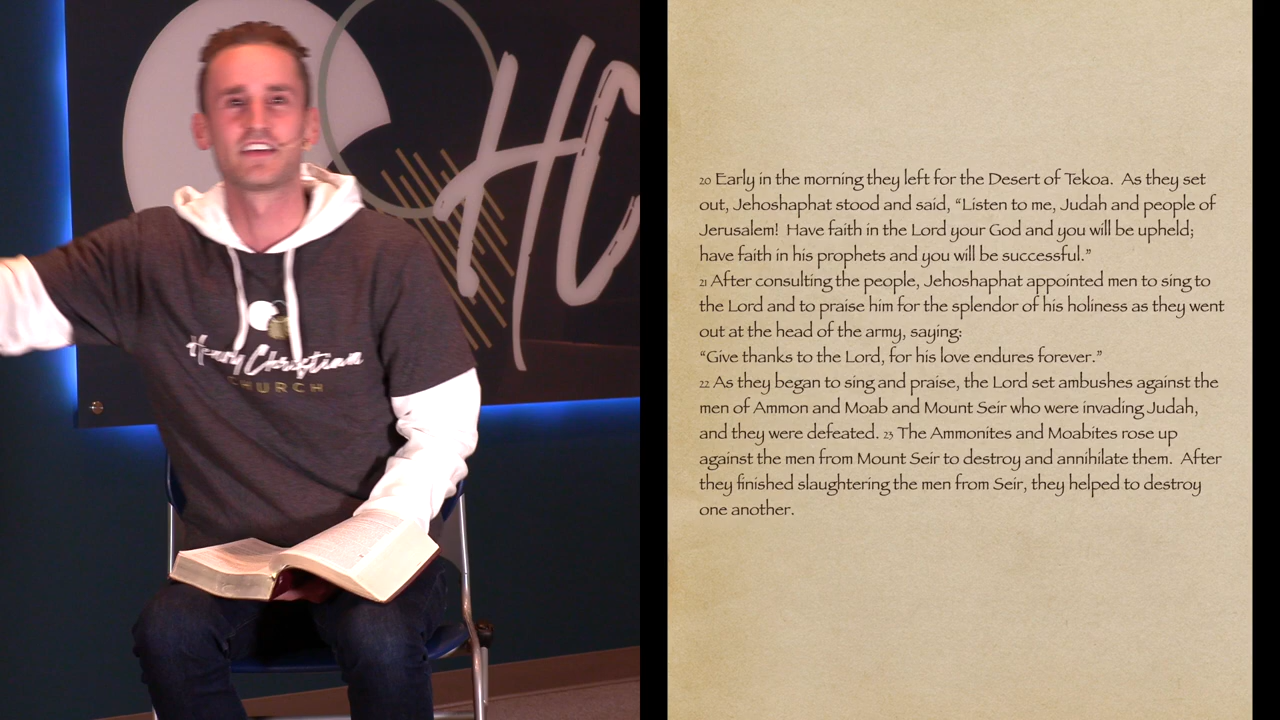 HC
Henry Christian
CHURCH
20 Early in the morning they left for the Desert of Tekoa.  As they set
out, Jehoshaphat stood and said, “Listen to me, Judah and people of
Jerusalem!  Have faith in the Lord your God and you will be upheld;
have faith in his prophets and you will be successful.”
21 After consulting the people, Jehoshaphat appointed men to sing to
the Lord and to praise him for the splendor of his holiness as they went
out at the head of the army, saying:
“Give thanks to the Lord, for his love endures forever.”
22 As they began to sing and praise, the Lord set ambushes against the
men of Ammon and Moab and Mount Seir who were invading Judah,
and they were defeated. 23 The Ammonites and Moabites rose up
against the men from Mount Seir to destroy and annihilate them.  After
they finished slaughtering the men from Seir, they helped to destroy
one another.